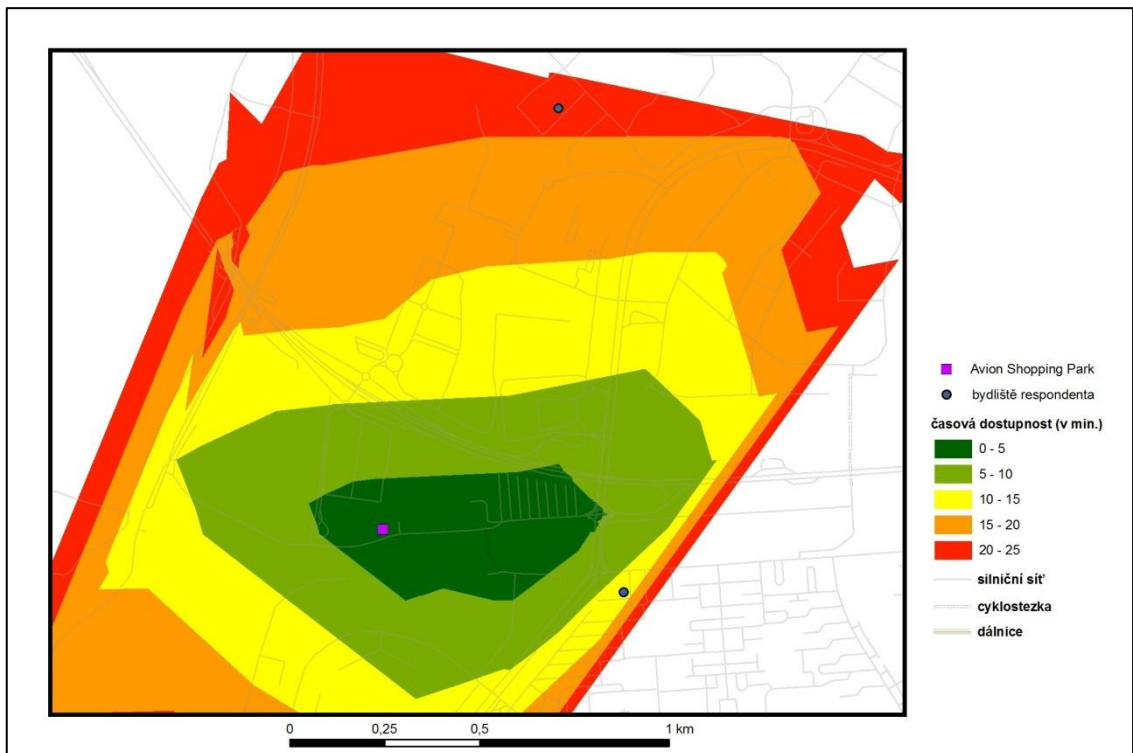 Avion Shopping Park
bydliště respondenta
časová dostupnost (v min.)
0 - 5
5 - 10
10 - 15
15 - 20
20 - 25
silniční síť
cyklostezka
dálnice
0 0,25 0,5 1 km